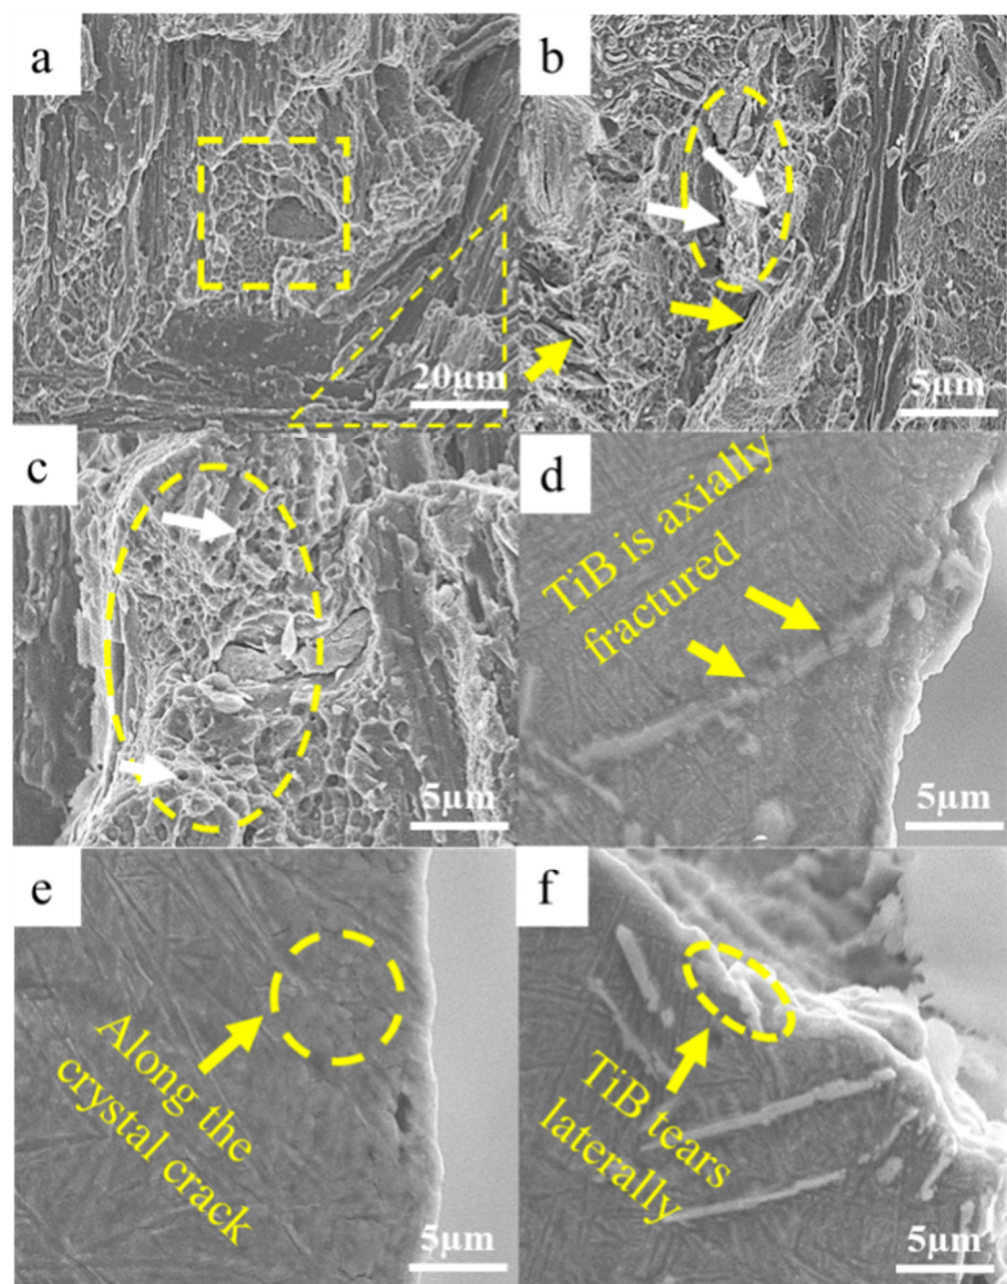 a
20µm
b
5µm
c
5µm
d
TiB is axially
fractured
5µm
e
Along the
crystal crack
5µm
f
TiB tears
laterally
5µm